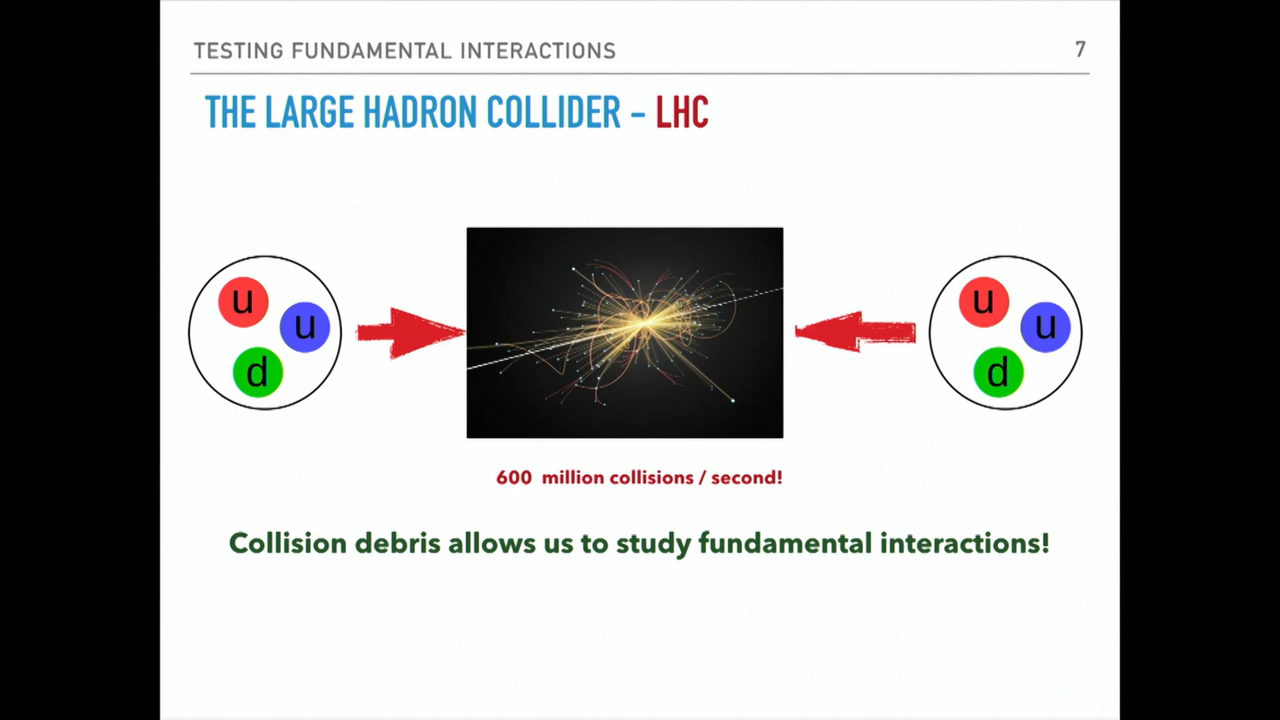 TESTING FUNDAMENTAL INTERACTIONS 7
THE LARGE HADRON COLLIDER – LHC
u u
u u
d d
600 million collisions / second!
Collision debris allows us to study fundamental interactions!